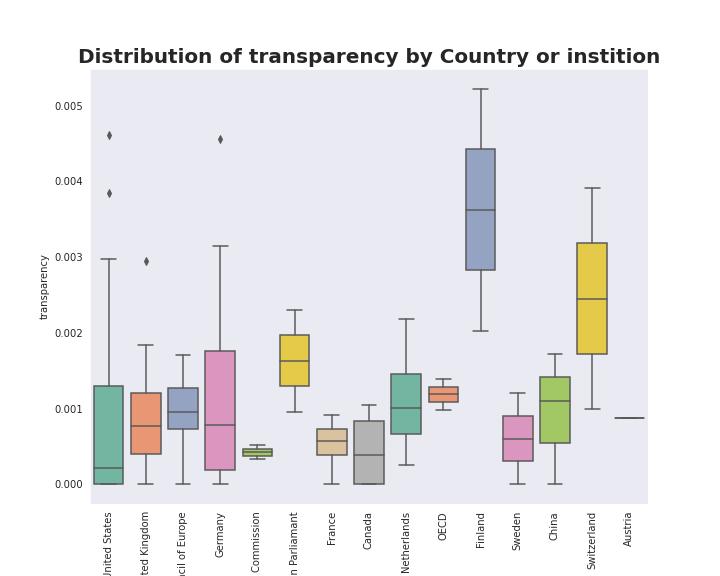 Distribution of transparency by Country or instition
transparency
0.005
0.004
0.003
0.002
0.001
0.000
United States
ted Kingdom
cil of Europe
Germany
Commission
n Parliamant
France
Canada
Netherlands
OECD
Finland
Sweden
China
Switzerland
Austria